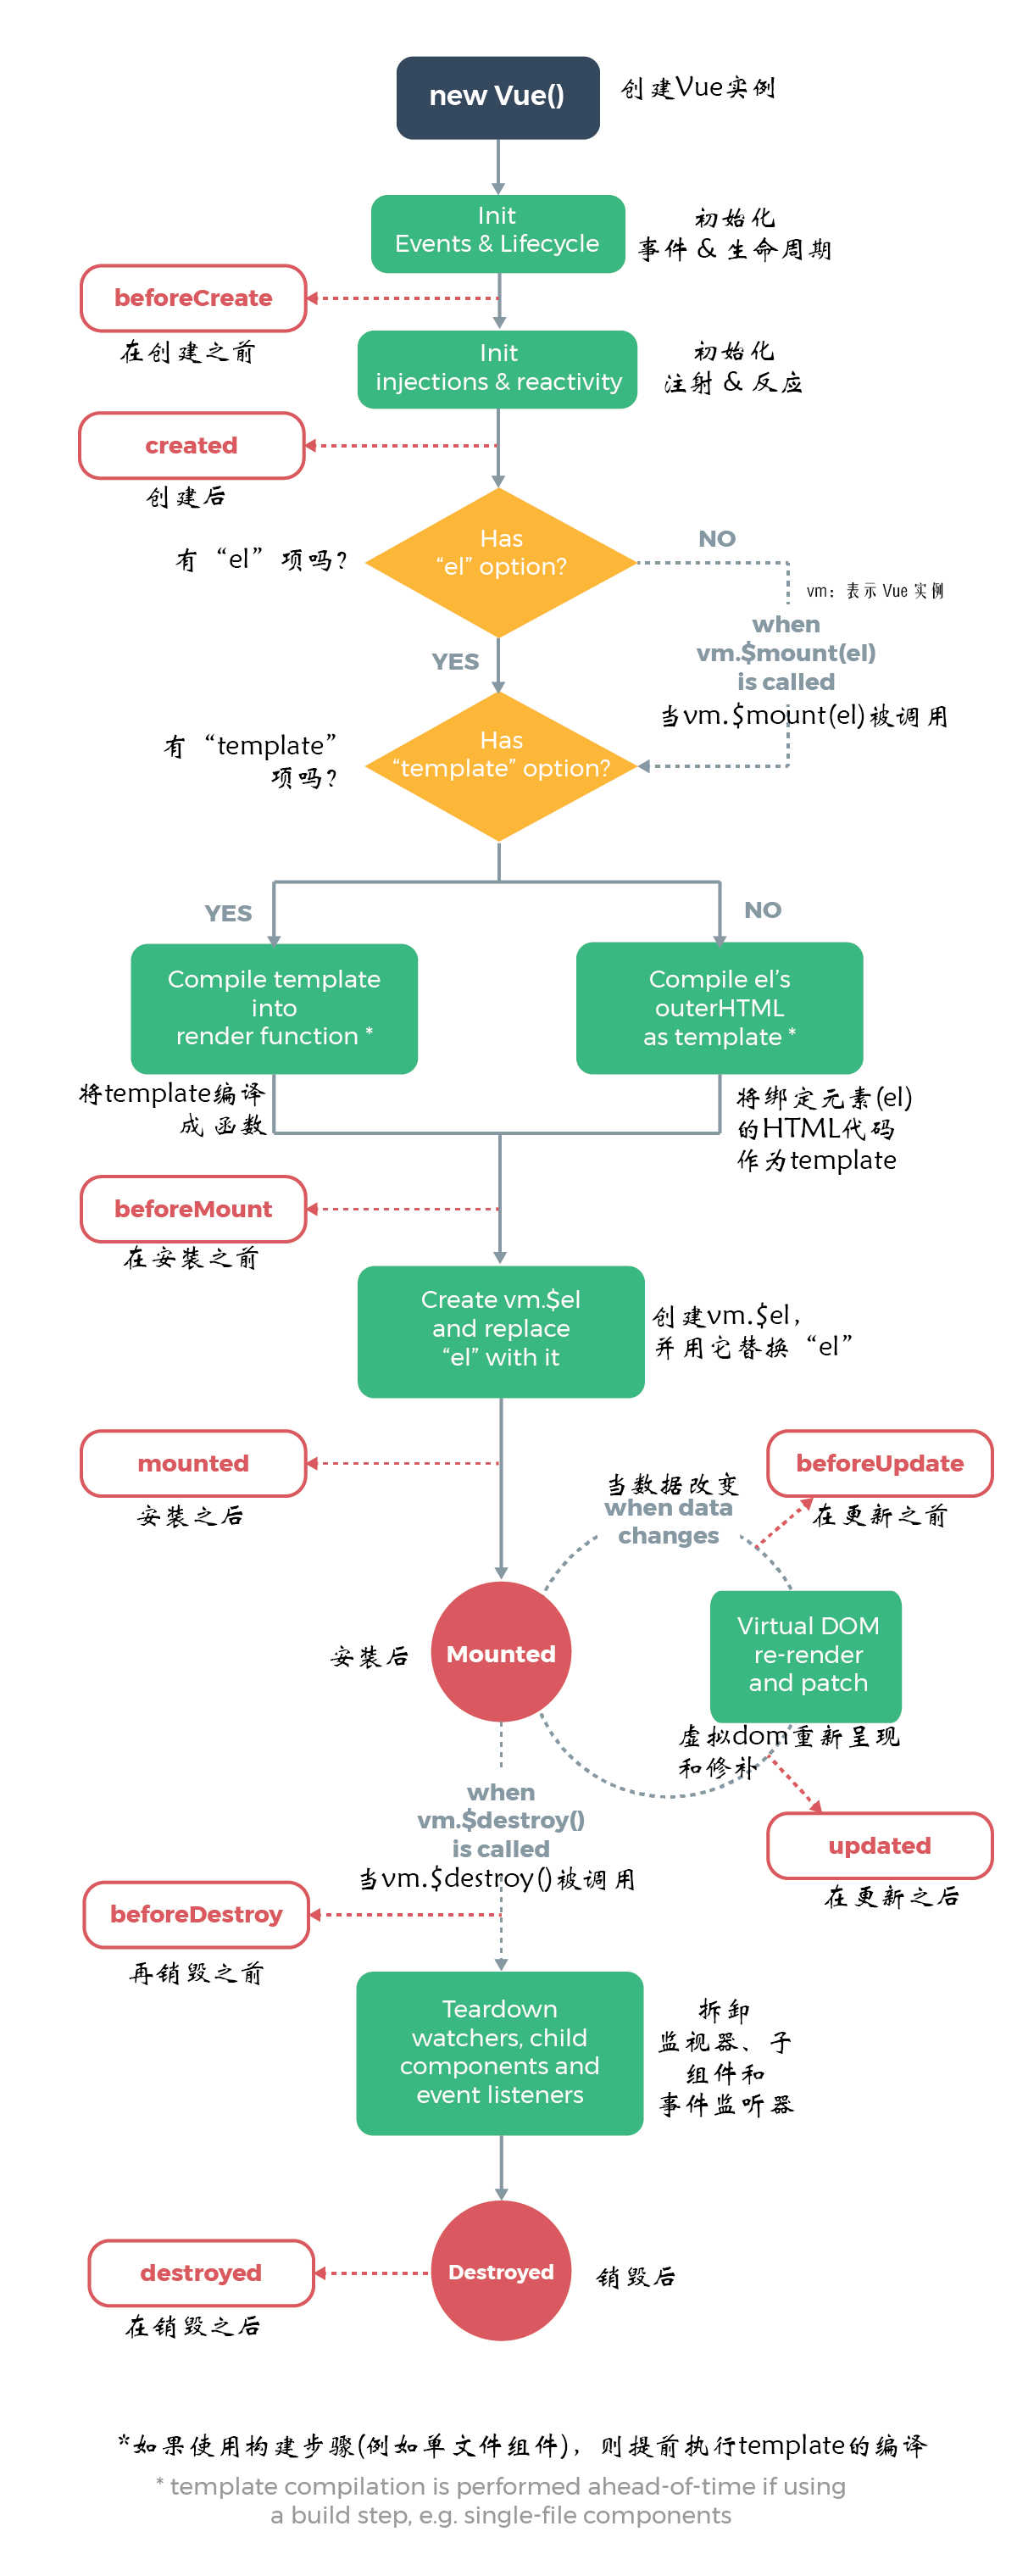 new Vue()
创建Vue实例
Init
Events & Lifecycle
初始化
事件 & 生命周期
beforeCreate
在创建之前
Init
injections & reactivity
初始化
注射 & 反应
created
创建后
Has
“el” option?
有 “el” 项吗?
NO
vm: 表示 Vue 实例
when
vm.$mount(el)
is called
当vm.$mount(el)被调用
YES
Has
“template” option?
有 “template”
项吗?
YES
NO
Compile template
into
render function *
将template编译
成函数
Compile el’s
outerHTML
as template *
将绑定元素(el)
的HTML代码
作为template
beforeMount
在安装之前
Create vm.$el
and replace
“el” with it
创建vm.$el,
并用它替换 “el”
mounted
安装之后
当数据改变
when data
changes
beforeUpdate
在更新之前
Mounted
安装后
Virtual DOM
re-render
and patch
虚拟dom重新呈现
和修补
updated
在更新之后
when
vm.$destroy()
is called
当vm.$destroy()被调用
beforeDestroy
再销毁之前
Teardown
watchers, child
components and
event listeners
拆卸
监视器、子
组件和
事件监听器
Destroyed
销毁后
destroyed
在销毁之后
*如果使用构建步骤(例如单文件组件),则提前执行template的编译
* template compilation is performed ahead-of-time if using
a build step, e.g. single-file components